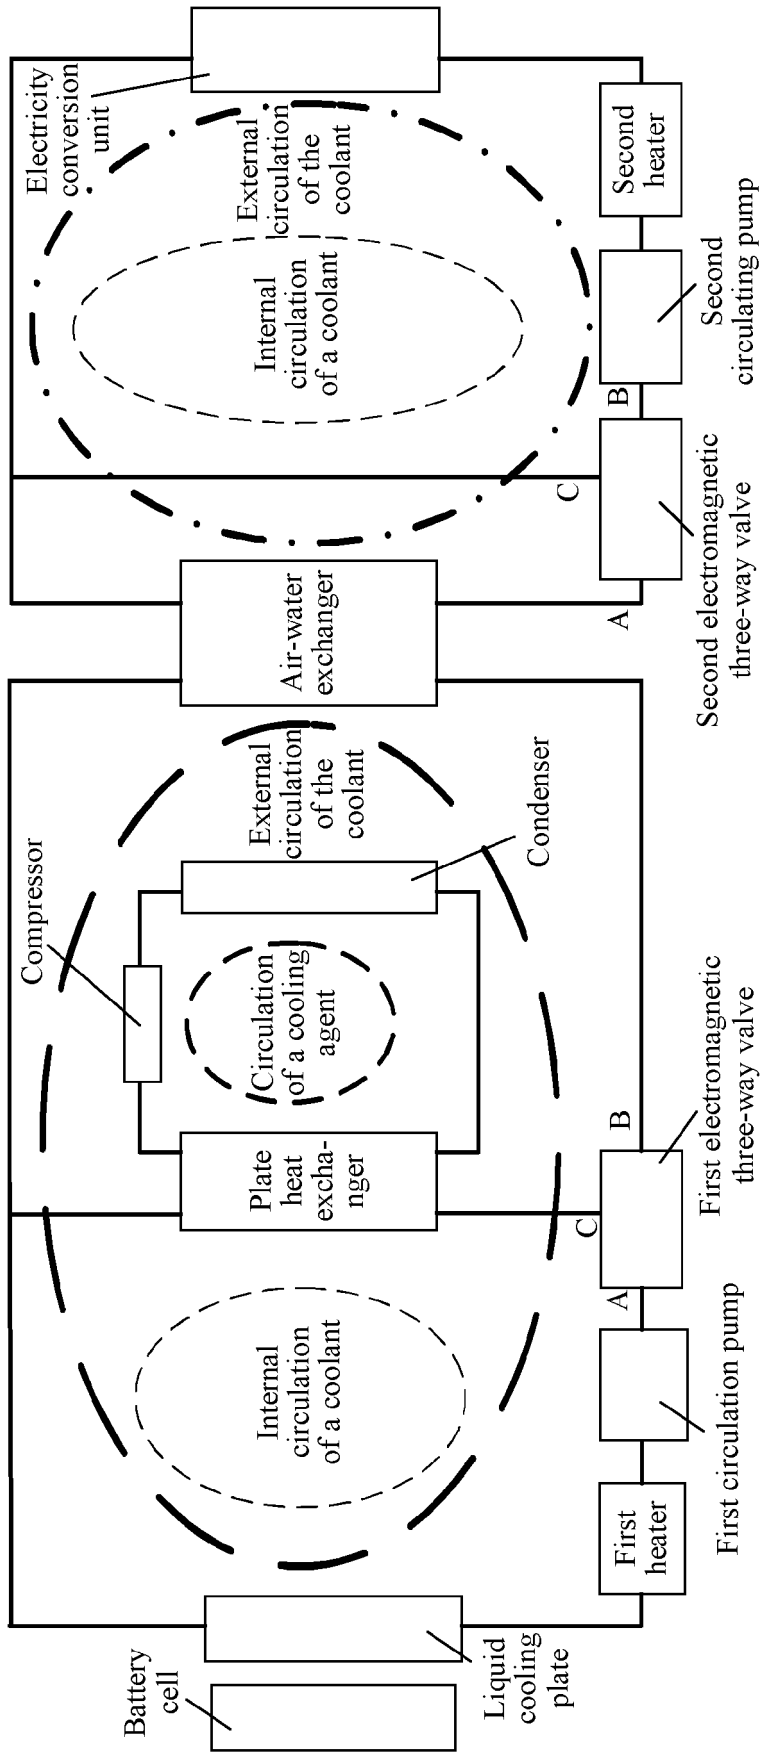 Battery
cell
Liquid
cooling
plate
First
heater
First circulation pump
A
C
B
First electromagnetic
three-way valve
Internal
circulation
of a coolant
Plate
heat
excha-
nger
Compressor
Circulation
of a cooling
agent
Condenser
External
circulation
of the
coolant
Air-water
exchanger
A
C
B
Second electromagnetic
three-way valve
Second
circulating pump
Second
heater
Internal
circulation
of a coolant
External
circulation
of the
coolant
Electricity
conversion
unit